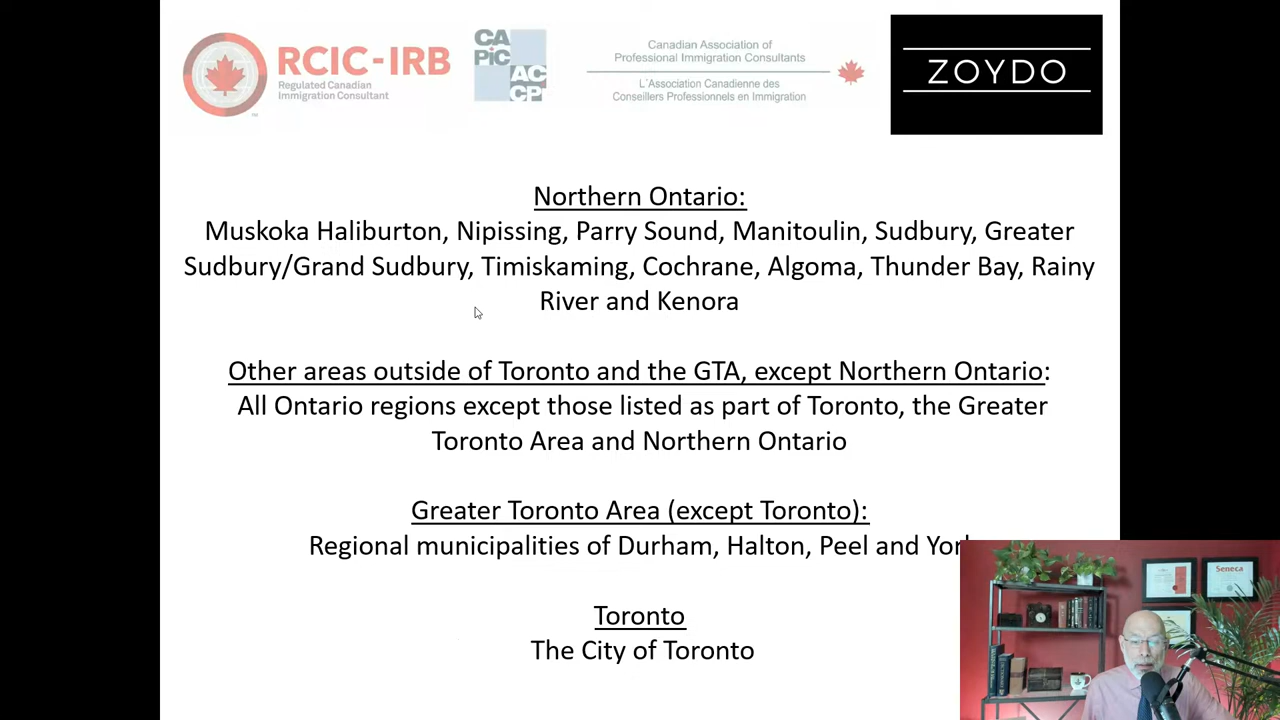 RCIC-IRB
Regulated Canadian
Immigration Consultant
CA
PiC
AC
CP
Canadian Association of
Professional Immigration Consultants
L'Association Canadienne des
Conseillers Professionnels en Immigration
ZOYDO
Northern Ontario:
Muskoka Haliburton, Nipissing, Parry Sound, Manitoulin, Sudbury, Greater
Sudbury/Grand Sudbury, Timiskaming, Cochrane, Algoma, Thunder Bay, Rainy
River and Kenora
Other areas outside of Toronto and the GTA, except Northern Ontario:
All Ontario regions except those listed as part of Toronto, the Greater
Toronto Area and Northern Ontario
Greater Toronto Area (except Toronto):
Regional municipalities of Durham, Halton, Peel and York
Toronto
The City of Toronto
Seneca